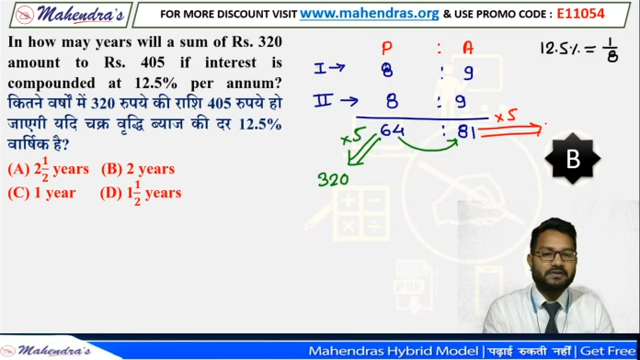 Mahendra's
FOR MORE DISCOUNT VISIT www.mahendras.org & USE PROMO CODE : E11054
In how may years will a sum of Rs. 320
amount to Rs. 405 if interest is
compounded at 12.5% per annum?
कितने वर्षों में 320 रुपये की राशि 405 रुपये हो
जाएगी यदि चक्र वृद्धि ब्याज की दर 12.5%
वार्षिक है?
(A) 2 1/2 years (B) 2 years
(C) 1 year (D) 1 1/2 years
P : A
I → 8 : 9
II → 8 : 9
64 : 81
×5
×5
320
12.5% = 1/8
B
Mahendra's
Mahendras Hybrid Model | पढ़ाई रुकती नहीं | Get Free